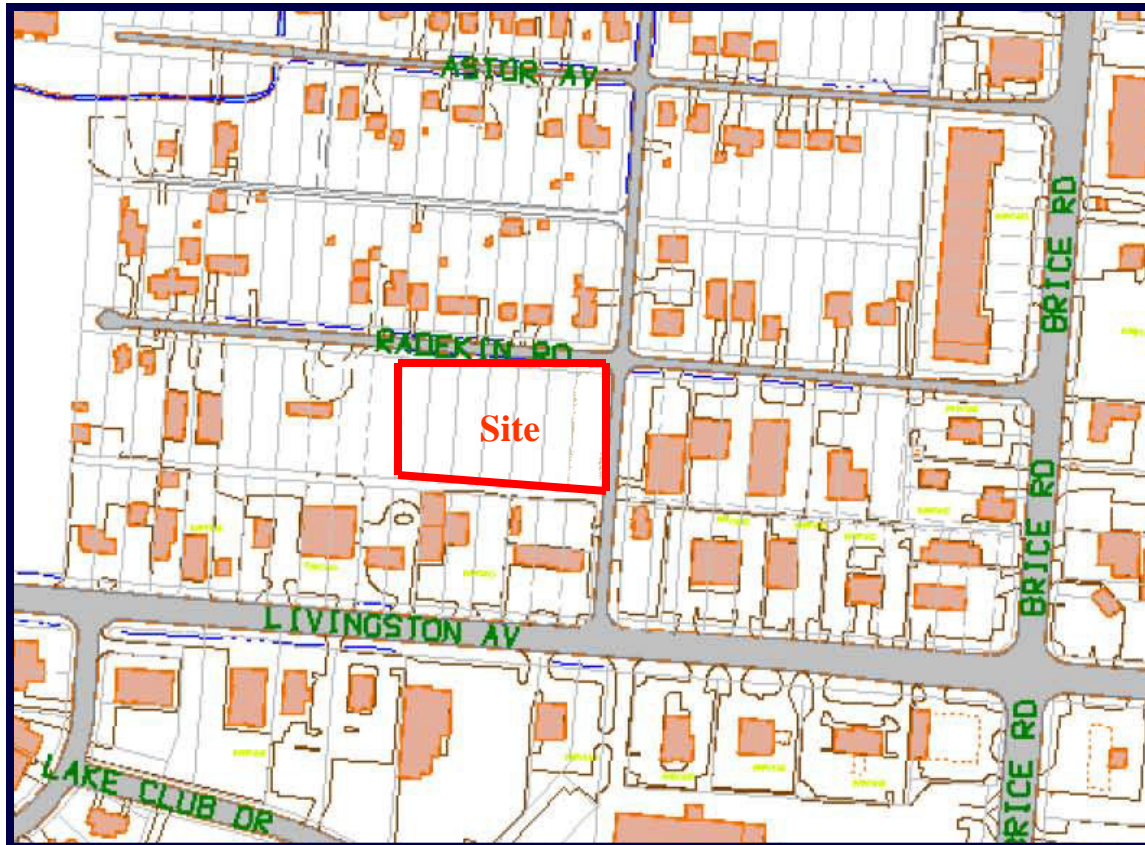 ASTOR AV
BRICE RD
RADEKIN RD
Site
BRICE RD
LIVINGSTON AV
BRICE RD
LAKE CLUB DR